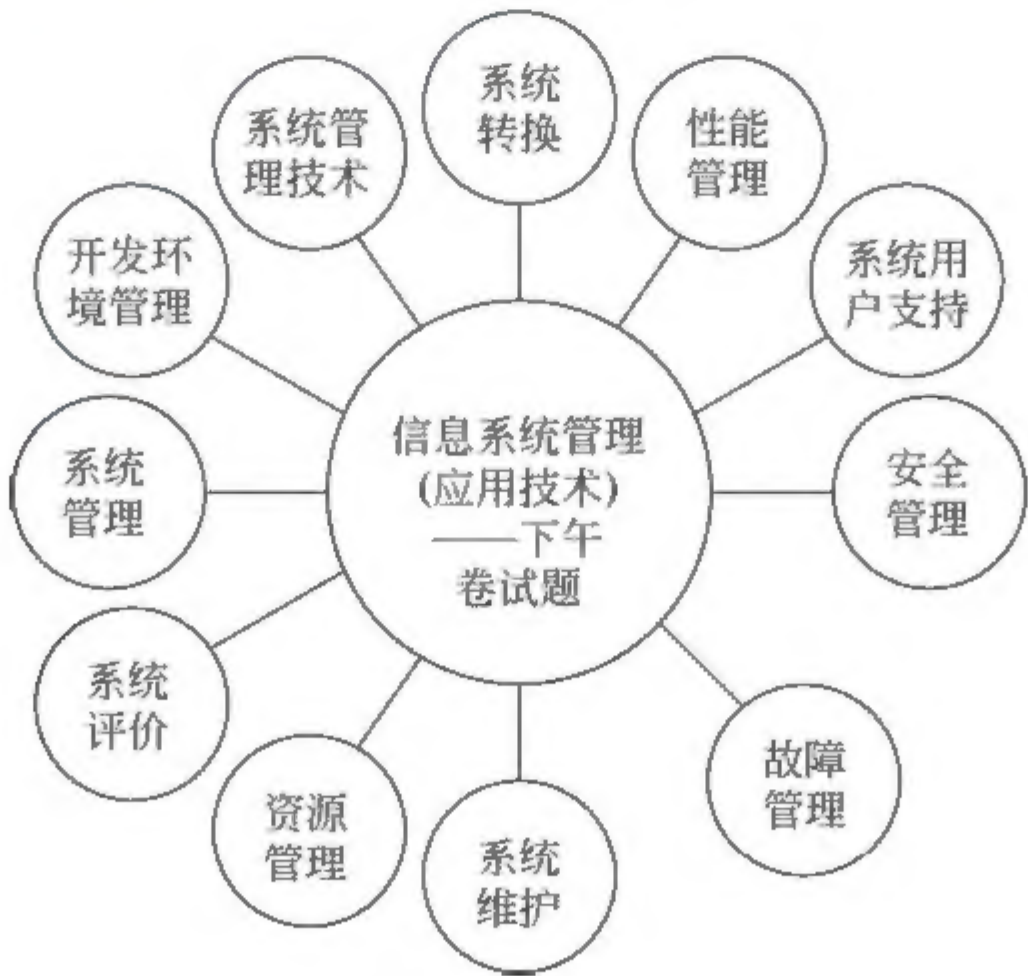 系统
转换
性能
管理
系统用
户支持
安全
管理
故障
管理
系统
维护
资源
管理
系统
评价
系统
管理
开发环
境管理
系统管
理技术
信息系统管理
(应用技术)
——下午
卷试题